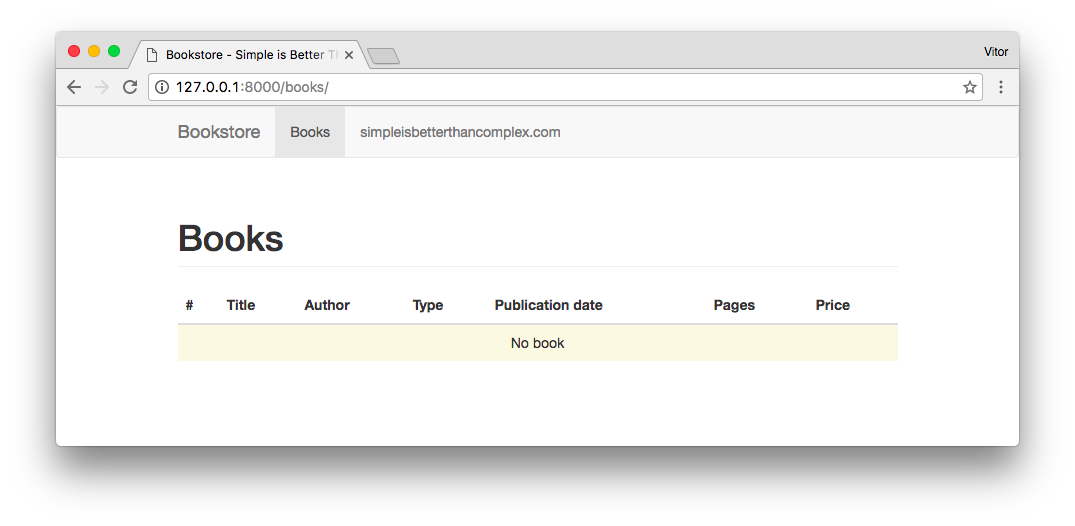 Bookstore - Simple is Better Th
Vitor
127.0.0.1:8000/books/
Bookstore Books simpleisbetterthancomplex.com
Books
# Title Author Type Publication date Pages Price
No book